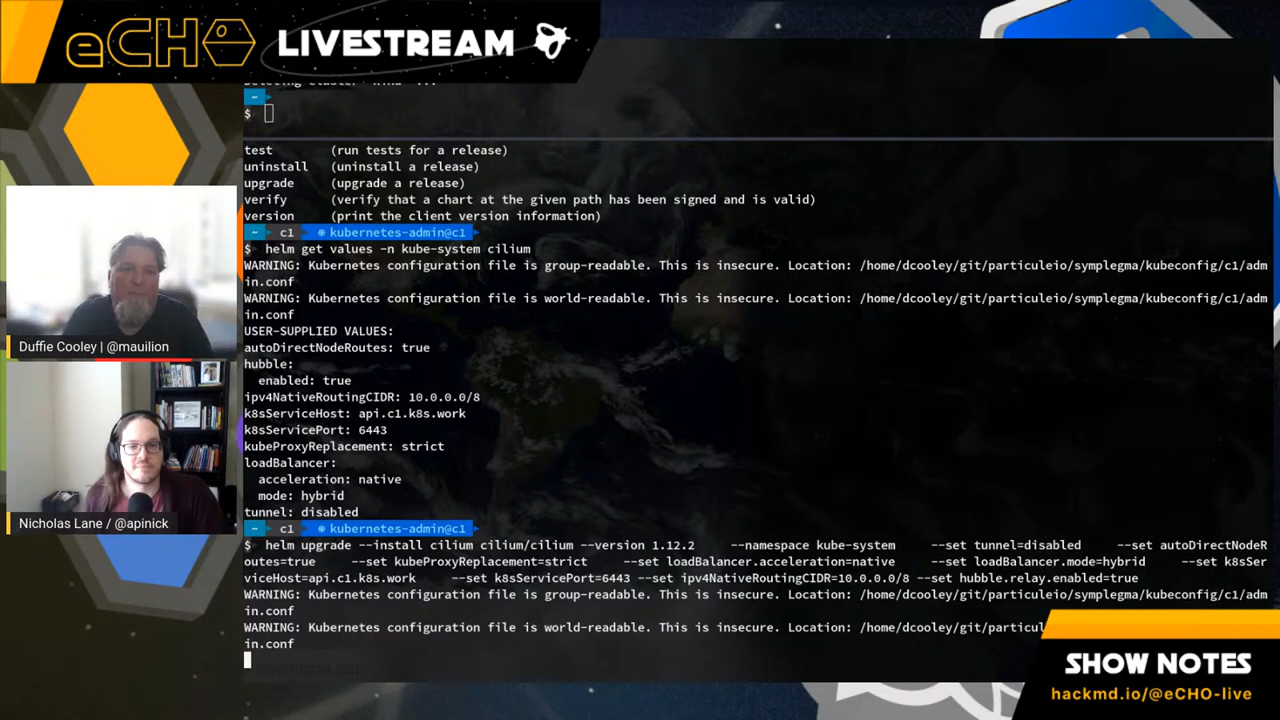 eCHO LIVESTREAM
~
$
test (run tests for a release)
uninstall (uninstall a release)
upgrade (upgrade a release)
verify (verify that a chart at the given path has been signed and is valid)
version (print the client version information)
~ c1 ⎈ kubernetes-admin@c1
$ helm get values -n kube-system cilium
WARNING: Kubernetes configuration file is group-readable. This is insecure. Location: /home/dcooley/git/particuleio/symplegma/kubeconfig/c1/adm
in.conf
WARNING: Kubernetes configuration file is world-readable. This is insecure. Location: /home/dcooley/git/particuleio/symplegma/kubeconfig/c1/adm
in.conf
USER-SUPPLIED VALUES:
autoDirectNodeRoutes: true
hubble:
  enabled: true
ipv4NativeRoutingCIDR: 10.0.0.0/8
k8sServiceHost: api.c1.k8s.work
k8sServicePort: 6443
kubeProxyReplacement: strict
loadBalancer:
  acceleration: native
  mode: hybrid
tunnel: disabled
~ c1 ⎈ kubernetes-admin@c1
$ helm upgrade --install cilium cilium/cilium --version 1.12.2 --namespace kube-system --set tunnel=disabled --set autoDirectNodeR
outes=true --set kubeProxyReplacement=strict --set loadBalancer.acceleration=native --set loadBalancer.mode=hybrid --set k8sSer
viceHost=api.c1.k8s.work --set k8sServicePort=6443 --set ipv4NativeRoutingCIDR=10.0.0.0/8 --set hubble.relay.enabled=true
WARNING: Kubernetes configuration file is group-readable. This is insecure. Location: /home/dcooley/git/particuleio/symplegma/kubeconfig/c1/adm
in.conf
WARNING: Kubernetes configuration file is world-readable. This is insecure. Location: /home/dcooley/git/particul
in.conf
Duffie Cooley | @mauilion
Nicholas Lane / @apinick
SHOW NOTES
hackmd.io/@eCHO-live